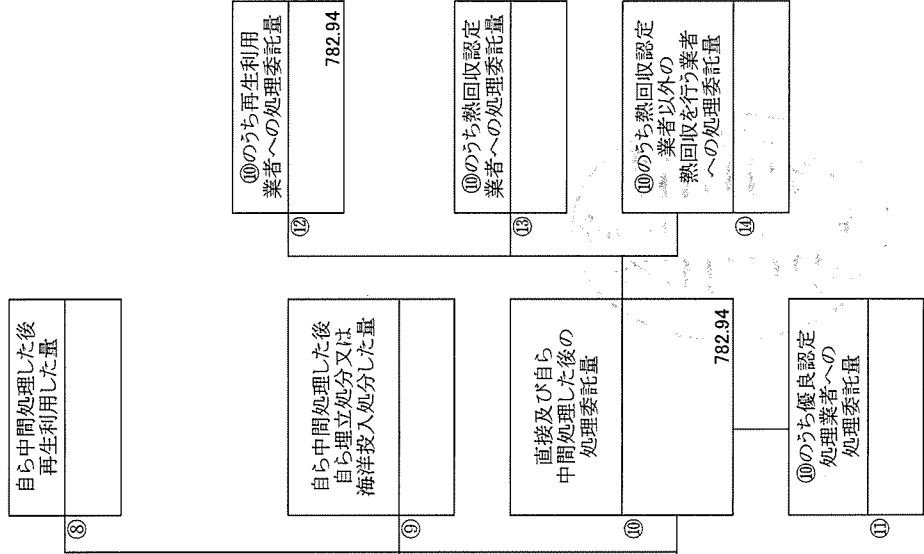 自ら中間処理した後
再生利用した量
⑧
自ら中間処理した後
自ら埋立処分又は
海洋投入処分した量
⑨
直接及び自ら
中間処理した後の
処理委託量
782.94
⑩
⑩のうち優良認定
処理業者への
処理委託量
⑪
⑩のうち再生利用
業者への処理委託量
782.94
⑫
⑩のうち熱回収認定
業者への処理委託量
⑬
⑩のうち熱回収認定
業者以外の
熱回収を行う業者
への処理委託量
⑭